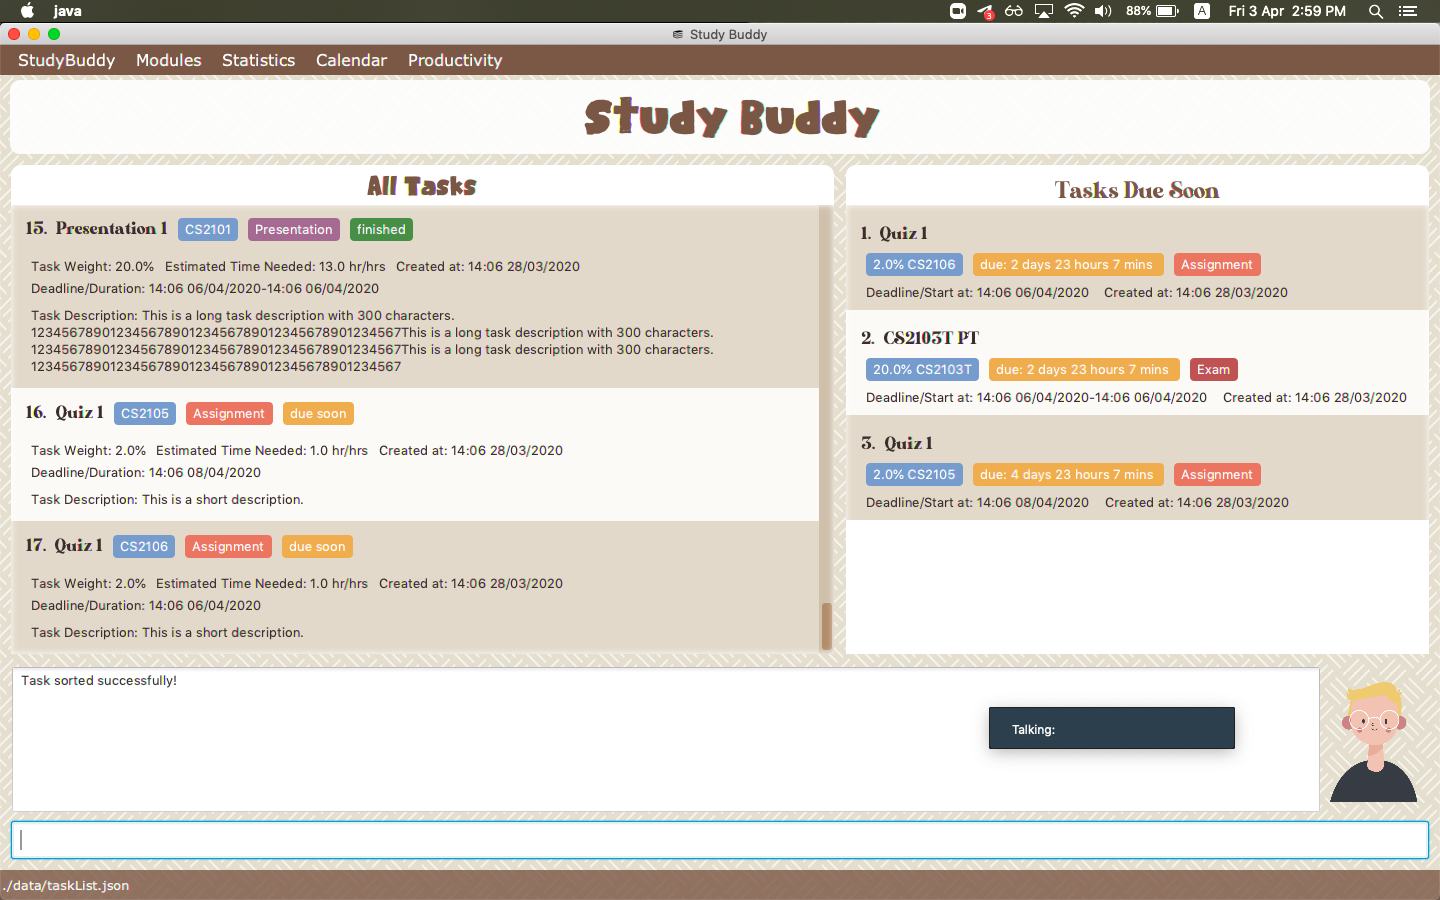 java
3
88%
A
Fri 3 Apr 2:59 PM
Study Buddy
StudyBuddy Modules Statistics Calendar Productivity
Study Buddy
All Tasks
15. Presentation 1 CS2101 Presentation finished
Task Weight: 20.0% Estimated Time Needed: 13.0 hr/hrs Created at: 14:06 28/03/2020
Deadline/Duration: 14:06 06/04/2020-14:06 06/04/2020
Task Description: This is a long task description with 300 characters.
12345678901234567890123456789012345678901234567This is a long task description with 300 characters.
12345678901234567890123456789012345678901234567This is a long task description with 300 characters.
12345678901234567890123456789012345678901234567
16. Quiz 1 CS2105 Assignment due soon
Task Weight: 2.0% Estimated Time Needed: 1.0 hr/hrs Created at: 14:06 28/03/2020
Deadline/Duration: 14:06 08/04/2020
Task Description: This is a short description.
17. Quiz 1 CS2106 Assignment due soon
Task Weight: 2.0% Estimated Time Needed: 1.0 hr/hrs Created at: 14:06 28/03/2020
Deadline/Duration: 14:06 06/04/2020
Task Description: This is a short description.
Tasks Due Soon
1. Quiz 1
2.0% CS2106 due: 2 days 23 hours 7 mins Assignment
Deadline/Start at: 14:06 06/04/2020 Created at: 14:06 28/03/2020
2. CS2103T PT
20.0% CS2103T due: 2 days 23 hours 7 mins Exam
Deadline/Start at: 14:06 06/04/2020-14:06 06/04/2020 Created at: 14:06 28/03/2020
3. Quiz 1
2.0% CS2105 due: 4 days 23 hours 7 mins Assignment
Deadline/Start at: 14:06 08/04/2020 Created at: 14:06 28/03/2020
Task sorted successfully!
Talking:
./data/taskList.json